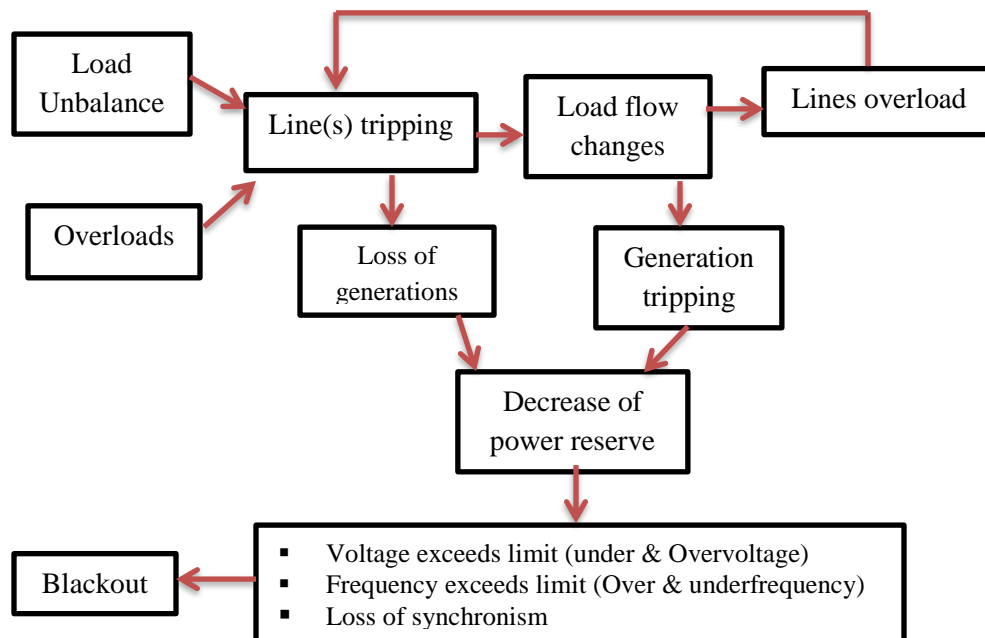 Load
Unbalance
Line(s) tripping
Load flow
changes
Lines overload
Overloads
Loss of
generations
Generation
tripping
Decrease of
power reserve
▪ Voltage exceeds limit (under & Overvoltage)
▪ Frequency exceeds limit (Over & underfrequency)
▪ Loss of synchronism
Blackout